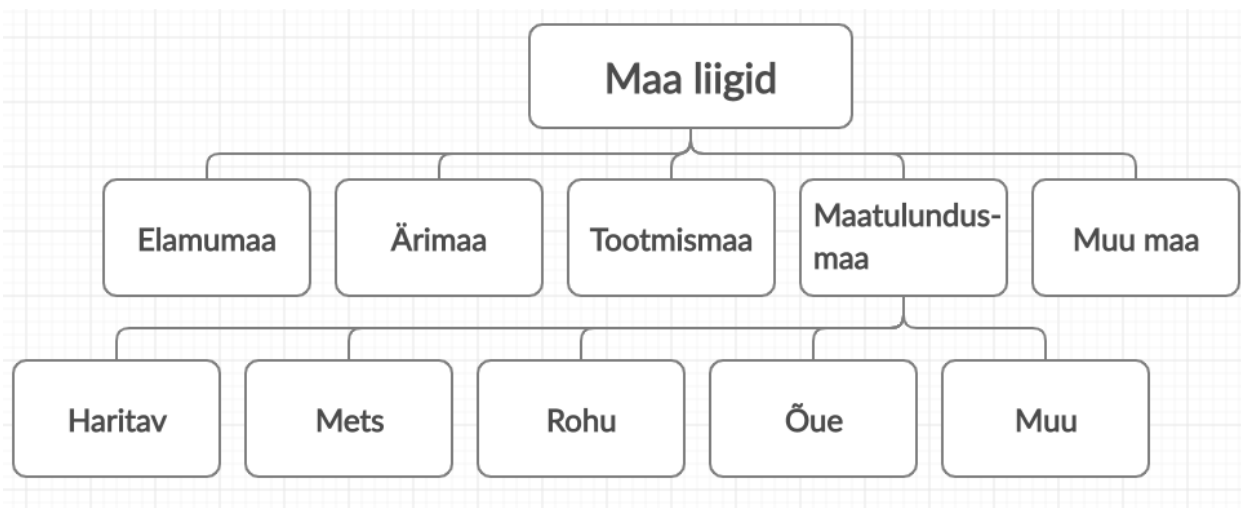 Maa liigid
Elamumaa
Ärimaa
Tootmismaa
Maatulundus-
maa
Muu maa
Haritav
Mets
Rohu
Õue
Muu